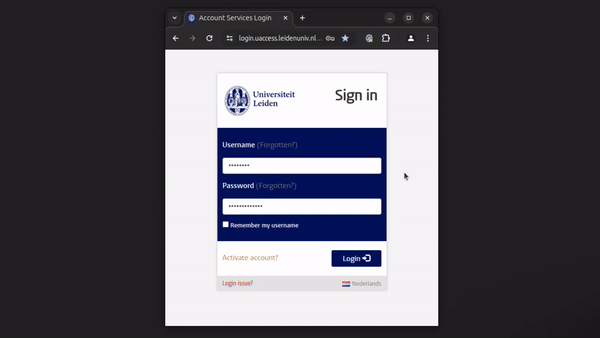 Account Services Login
login.uaccess.leidenuniv.nl...
Universiteit
Leiden
Sign in
Username (Forgotten?)
••••••••
Password (Forgotten?)
•••••••••••••
Remember my username
Activate account?
Login
Login issue?
Nederlands